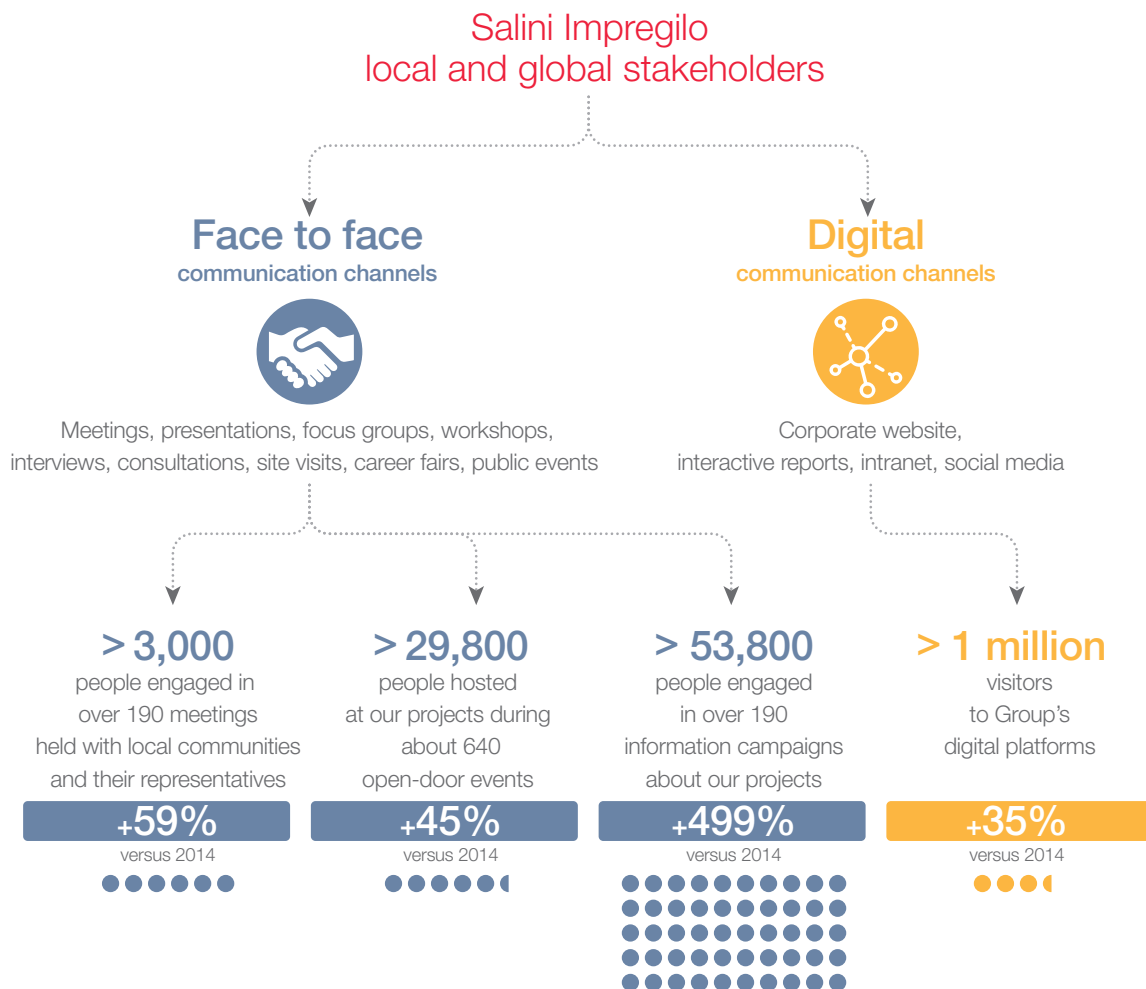 Salini Impregilo
local and global stakeholders
Face to face
communication channels
Meetings, presentations, focus groups, workshops,
interviews, consultations, site visits, career fairs, public events
Digital
communication channels
Corporate website,
interactive reports, intranet, social media
> 3,000
people engaged in
over 190 meetings
held with local communities
and their representatives
+59%
versus 2014
> 29,800
people hosted
at our projects during
about 640
open-door events
+45%
versus 2014
> 53,800
people engaged
in over 190
information campaigns
about our projects
+499%
versus 2014
> 1 million
visitors
to Group's
digital platforms
+35%
versus 2014